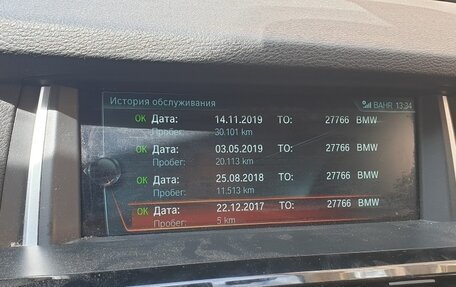 История обслуживания BAHR. 13:34
OK Дата: 14.11.2019 ТО: 27766 BMW
Пробег: 30.101 km
OK Дата: 03.05.2019 ТО: 27766 BMW
Пробег: 20.113 km
OK Дата: 25.08.2018 ТО: 27766 BMW
Пробег: 11.513 km
OK Дата: 22.12.2017 ТО: 27766 BMW
Пробег: 5 km